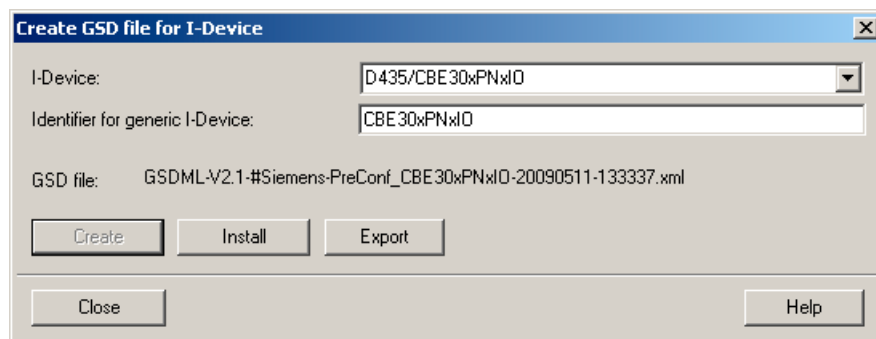 Create GSD file for I-Device
I-Device:
D435/CBE30xPNxIO
Identifier for generic I-Device:
CBE30xPNxIO
GSD file:
GSDML-V2.1-#Siemens-PreConf_CBE30xPNxIO-20090511-133337.xml
Create
Install
Export
Close
Help